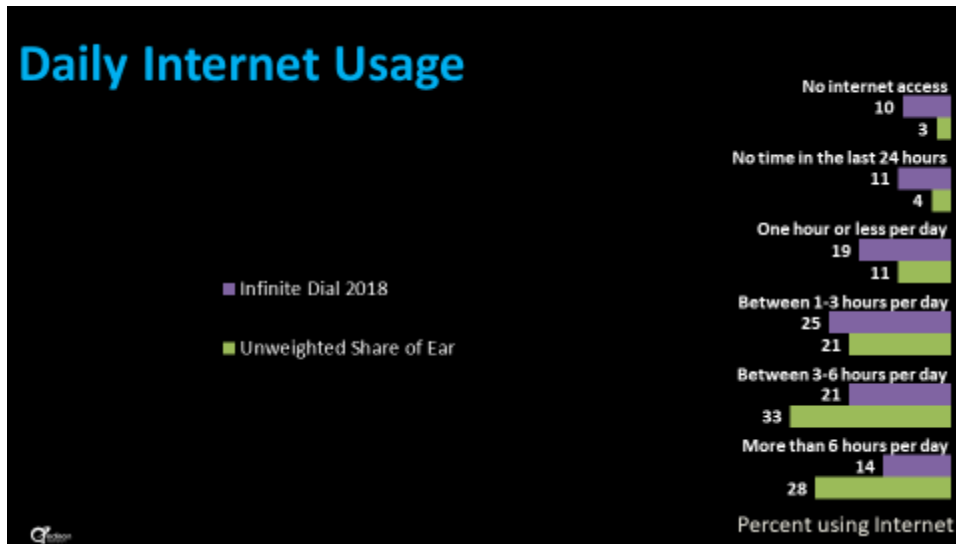 Daily Internet Usage
No internet access
10
3
No time in the last 24 hours
11
4
One hour or less per day
19
11
Infinite Dial 2018
Between 1-3 hours per day
25
21
Unweighted Share of Ear
Between 3-6 hours per day
21
33
More than 6 hours per day
14
28
Percent using Internet
edison